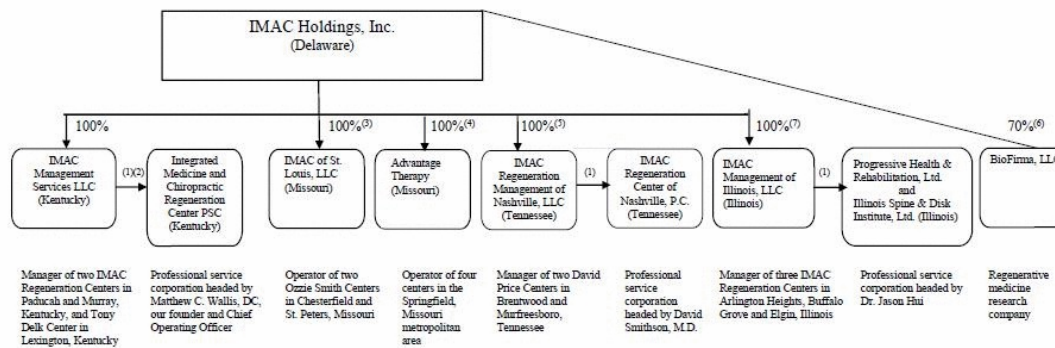 IMAC Holdings, Inc.
(Delaware)
100%
100%(3)
100%(4)
100%(5)
100%(7)
70%(6)
IMAC
Management
Services LLC
(Kentucky)
(1)(2)
Integrated
Medicine and
Chiropractic
Regeneration
Center PSC
(Kentucky)
IMAC of St.
Louis, LLC
(Missouri)
Advantage
Therapy
(Missouri)
IMAC
Regeneration
Management of
Nashville, LLC
(Tennessee)
(1)
IMAC
Regeneration
Center of
Nashville, P.C.
(Tennessee)
IMAC
Management of
Illinois, LLC
(Illinois)
(1)
Progressive Health &
Rehabilitation, Ltd.
and
Illinois Spine & Disk
Institute, Ltd. (Illinois)
BioFirma, LLC
Manager of two IMAC
Regeneration Centers in
Paducah and Murray,
Kentucky, and Tony
Delk Center in
Lexington, Kentucky
Professional service
corporation headed by
Matthew C. Wallis, DC,
our founder and Chief
Operating Officer
Operator of two
Ozzie Smith Centers
in Chesterfield and
St. Peters, Missouri
Operator of four
centers in the
Springfield,
Missouri
metropolitan
area
Manager of two David
Price Centers in
Brentwood and
Murfreesboro,
Tennessee
Professional
service
corporation
headed by David
Smithson, M.D.
Manager of three IMAC
Regeneration Centers in
Arlington Heights, Buffalo
Grove and Elgin, Illinois
Professional service
corporation headed by
Dr. Jason Hui
Regenerative
medicine
research
company